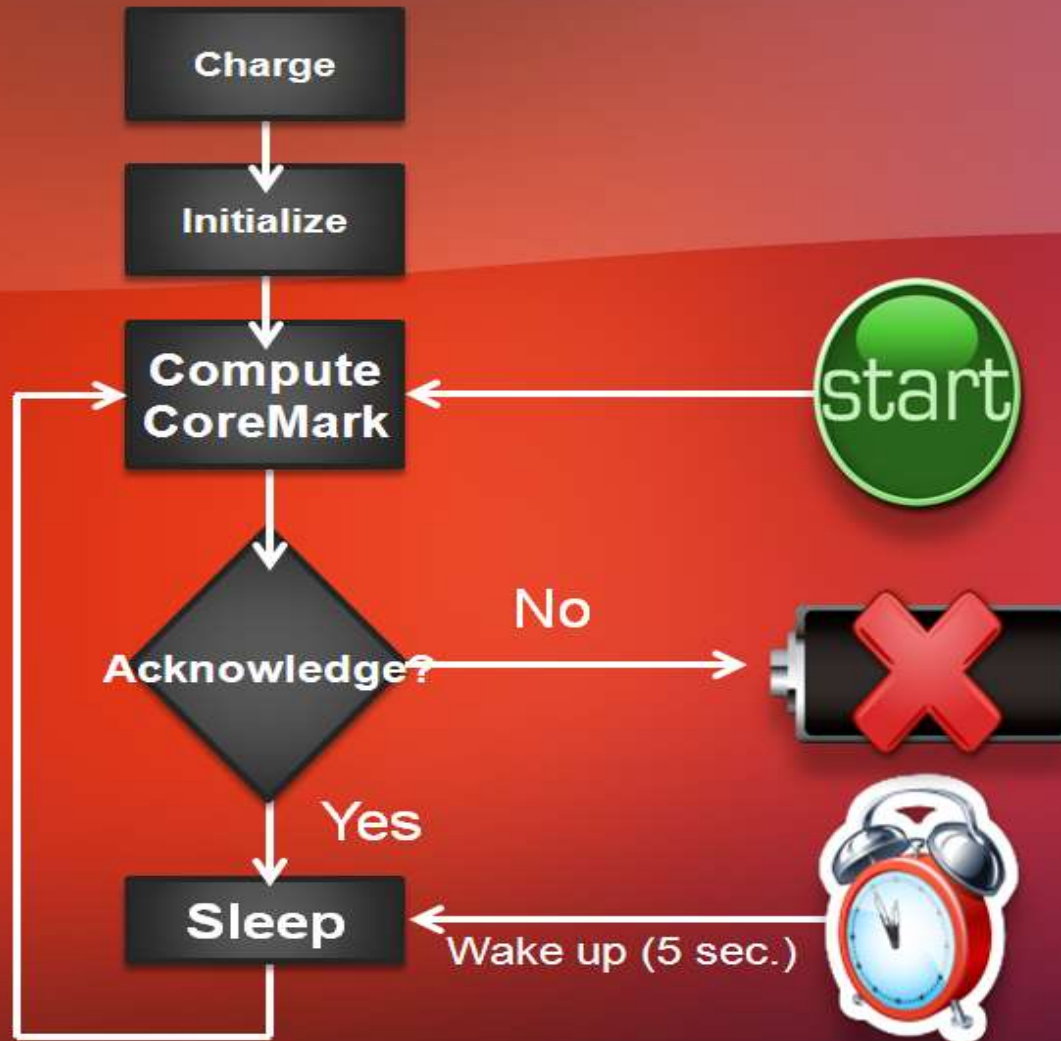 Charge
Initialize
Compute
CoreMark
start
No
Acknowledge?
Yes
Sleep
Wake up (5 sec.)